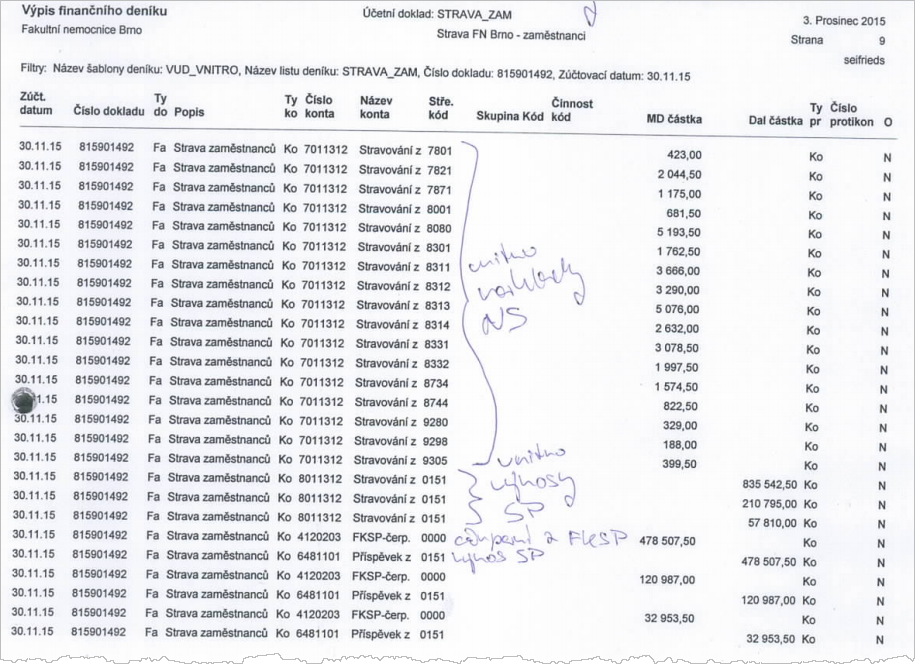 Výpis finančního deníku
Fakultní nemocnice Brno
Účetní doklad: STRAVA_ZAM
Strava FN Brno - zaměstnanci
3. Prosinec 2015
Strana 9
seifrieds
Filtry: Název šablony deníku: VUD_VNITRO, Název listu deníku: STRAVA_ZAM, Číslo dokladu: 815901492, Zúčtovací datum: 30.11.15
Zúčt. datum Číslo dokladu Ty do Popis Ty ko Číslo konta Název konta Stře. kód Skupina Kód Činnost kód MD částka Dal částka Ty pr Číslo protikon O
30.11.15 815901492 Fa Strava zaměstnanců Ko 7011312 Stravování z 7801 423,00 Ko N
30.11.15 815901492 Fa Strava zaměstnanců Ko 7011312 Stravování z 7821 2 044,50 Ko N
30.11.15 815901492 Fa Strava zaměstnanců Ko 7011312 Stravování z 7871 1 175,00 Ko N
30.11.15 815901492 Fa Strava zaměstnanců Ko 7011312 Stravování z 8001 681,50 Ko N
30.11.15 815901492 Fa Strava zaměstnanců Ko 7011312 Stravování z 8080 5 193,50 Ko N
30.11.15 815901492 Fa Strava zaměstnanců Ko 7011312 Stravování z 8301 1 762,50 Ko N
30.11.15 815901492 Fa Strava zaměstnanců Ko 7011312 Stravování z 8311 3 666,00 Ko N
30.11.15 815901492 Fa Strava zaměstnanců Ko 7011312 Stravování z 8312 3 290,00 Ko N
30.11.15 815901492 Fa Strava zaměstnanců Ko 7011312 Stravování z 8313 5 076,00 Ko N
30.11.15 815901492 Fa Strava zaměstnanců Ko 7011312 Stravování z 8314 2 632,00 Ko N
30.11.15 815901492 Fa Strava zaměstnanců Ko 7011312 Stravování z 8331 3 078,50 Ko N
30.11.15 815901492 Fa Strava zaměstnanců Ko 7011312 Stravování z 8332 1 997,50 Ko N
30.11.15 815901492 Fa Strava zaměstnanců Ko 7011312 Stravování z 8734 1 574,50 Ko N
1.15 815901492 Fa Strava zaměstnanců Ko 7011312 Stravování z 8744 822,50 Ko N
30.11.15 815901492 Fa Strava zaměstnanců Ko 7011312 Stravování z 9280 329,00 Ko N
30.11.15 815901492 Fa Strava zaměstnanců Ko 7011312 Stravování z 9298 188,00 Ko N
30.11.15 815901492 Fa Strava zaměstnanců Ko 7011312 Stravování z 9305 399,50 Ko N
vnitro
náklady
NS
30.11.15 815901492 Fa Strava zaměstnanců Ko 8011312 Stravování z 0151 835 542,50 Ko N
30.11.15 815901492 Fa Strava zaměstnanců Ko 8011312 Stravování z 0151 210 795,00 Ko N
30.11.15 815901492 Fa Strava zaměstnanců Ko 8011312 Stravování z 0151 57 810,00 Ko N
vnitro
výnosy
SP
30.11.15 815901492 Fa Strava zaměstnanců Ko 4120203 FKSP-čerp. 0000 čerpání z FKSP 478 507,50 Ko N
30.11.15 815901492 Fa Strava zaměstnanců Ko 6481101 Příspěvek z 0151 výnos SP 478 507,50 Ko N
30.11.15 815901492 Fa Strava zaměstnanců Ko 4120203 FKSP-čerp. 0000 120 987,00 Ko N
30.11.15 815901492 Fa Strava zaměstnanců Ko 6481101 Příspěvek z 0151 120 987,00 Ko N
30.11.15 815901492 Fa Strava zaměstnanců Ko 4120203 FKSP-čerp. 0000 32 953,50 Ko N
30.11.15 815901492 Fa Strava zaměstnanců Ko 6481101 Příspěvek z 0151 32 953,50 Ko N